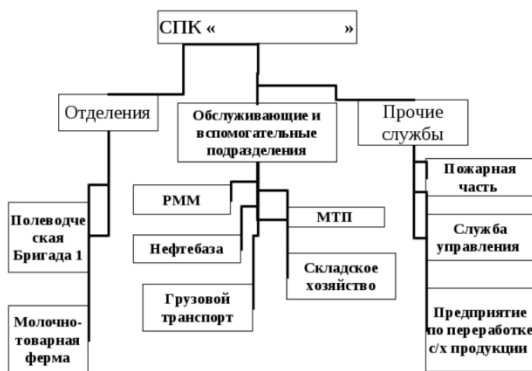 СПК « »
Отделения
Обслуживающие и
вспомогательные
подразделения
Прочие
службы
Полеводче
ская
Бригада 1
Молочно-
товарная
ферма
РММ
Нефтебаза
Грузовой
транспорт
МТП
Складское
хозяйство
Пожарная
часть
Служба
управления
Предприятие
по переработке
с/х продукции